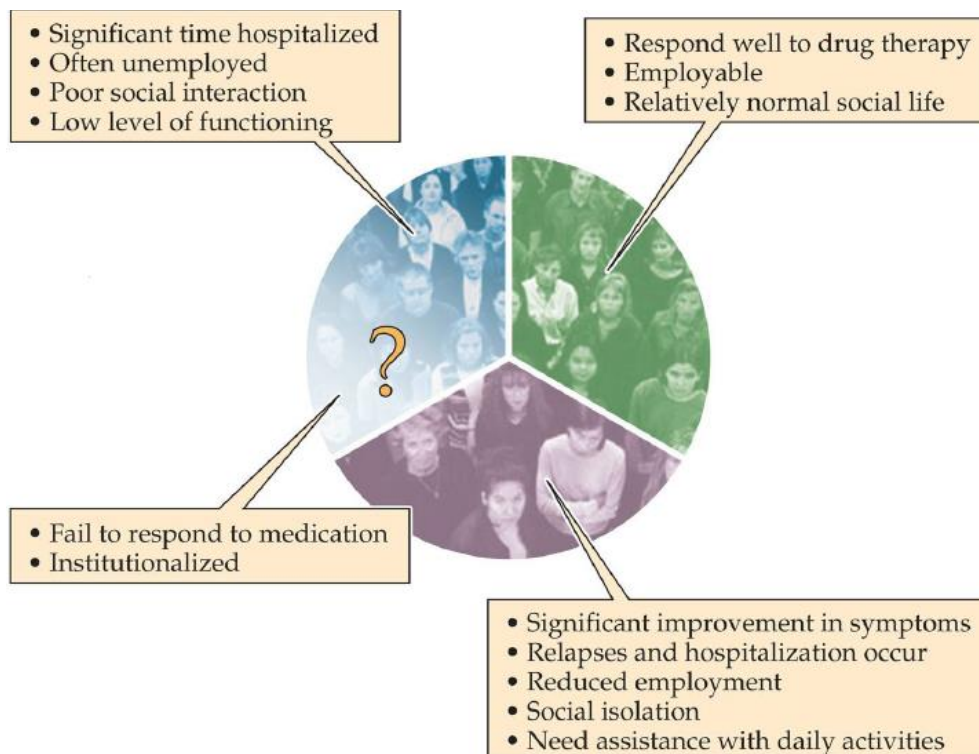 • Significant time hospitalized
• Often unemployed
• Poor social interaction
• Low level of functioning
• Respond well to drug therapy
• Employable
• Relatively normal social life
?
• Fail to respond to medication
• Institutionalized
• Significant improvement in symptoms
• Relapses and hospitalization occur
• Reduced employment
• Social isolation
• Need assistance with daily activities